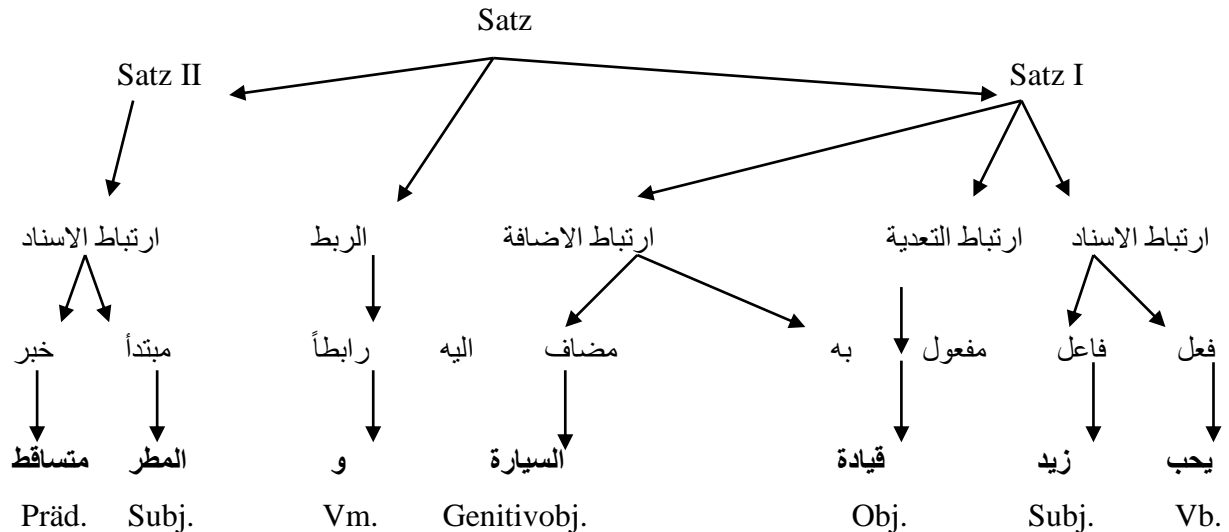 Satz
Satz II Satz I
ارتباط الاسناد ارتباط التعدية ارتباط الاضافة الربط ارتباط الاسناد
فعل فاعل مفعول به مضاف اليه رابطاً مبتدأ خبر
يحب زيد قيادة السيارة و المطر متساقط
Präd. Subj. Vm. Genitivobj. Obj. Subj. Vb.